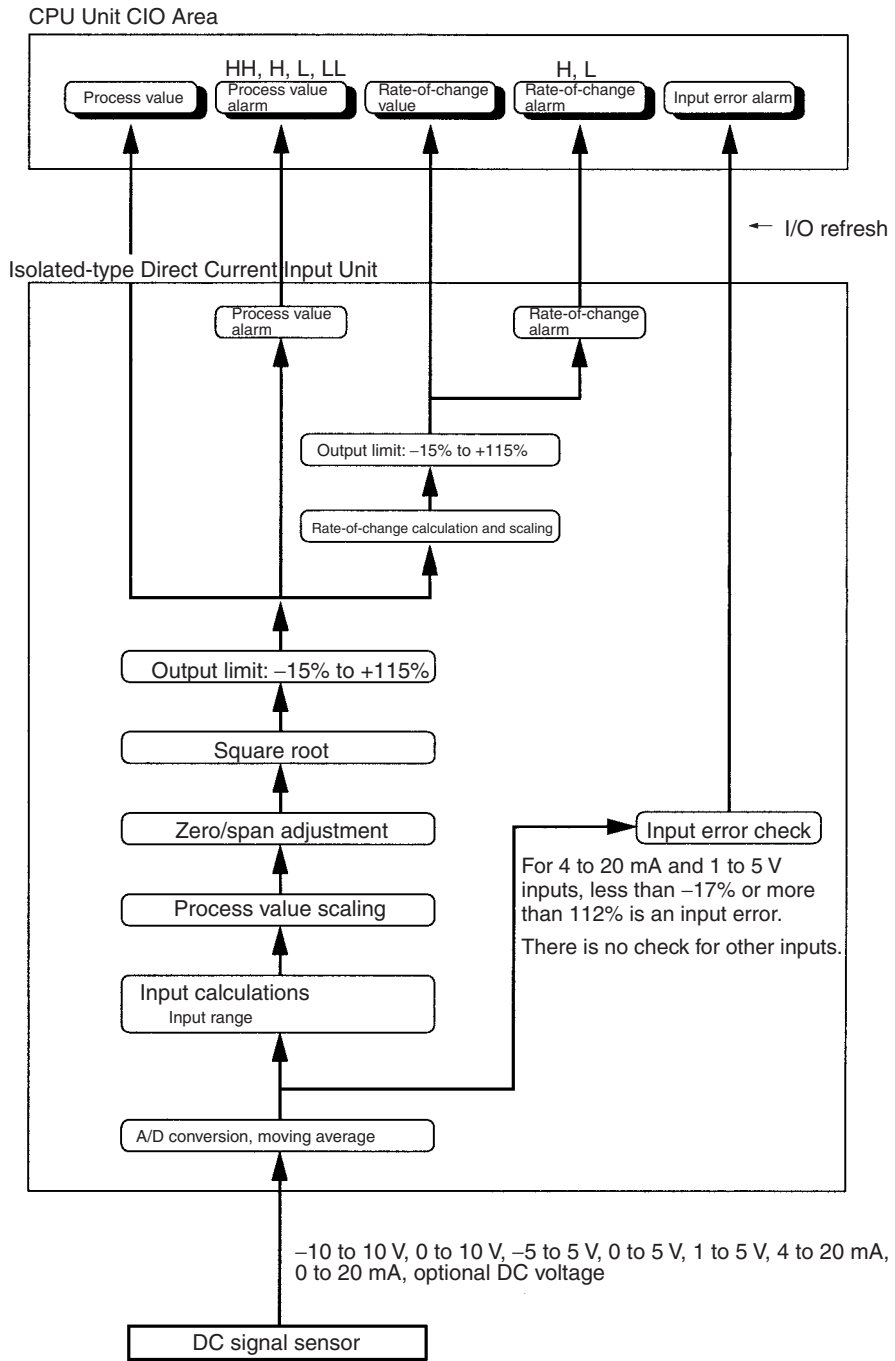 CPU Unit CIO Area
HH, H, L, LL
H, L
Process value
Process value
alarm
Rate-of-change
value
Rate-of-change
alarm
Input error alarm
← I/O refresh
Isolated-type Direct Current Input Unit
Process value
alarm
Rate-of-change
alarm
Output limit: –15% to +115%
Rate-of-change calculation and scaling
Output limit: –15% to +115%
Square root
Zero/span adjustment
Input error check
For 4 to 20 mA and 1 to 5 V
inputs, less than –17% or more
than 112% is an input error.
There is no check for other inputs.
Process value scaling
Input calculations
Input range
A/D conversion, moving average
–10 to 10 V, 0 to 10 V, –5 to 5 V, 0 to 5 V, 1 to 5 V, 4 to 20 mA,
0 to 20 mA, optional DC voltage
DC signal sensor